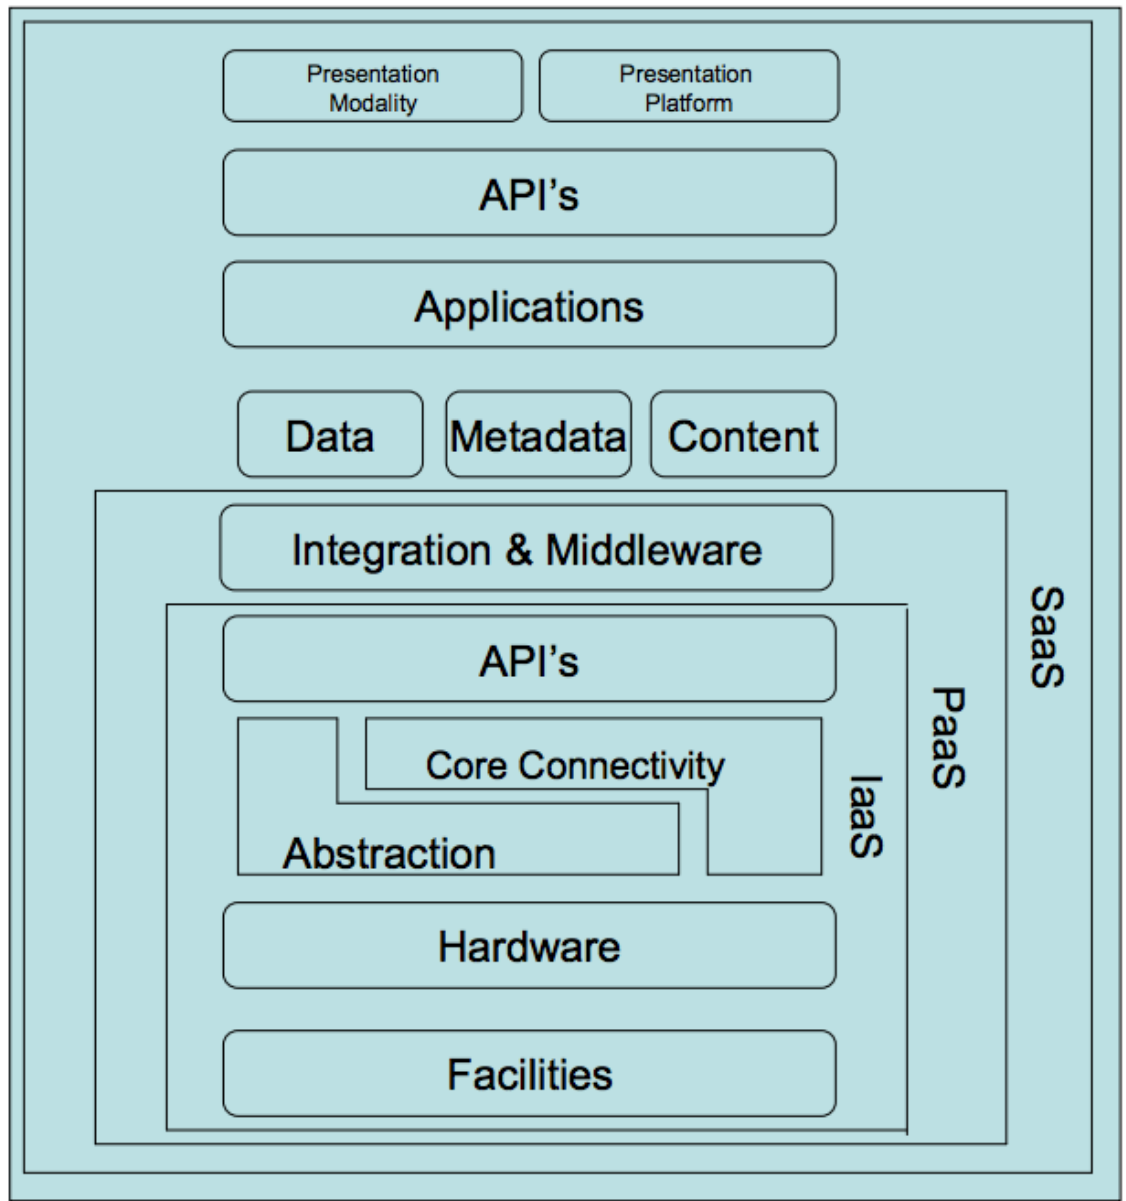 Presentation
Modality
Presentation
Platform
API's
Applications
Data
Metadata
Content
Integration & Middleware
API's
Core Connectivity
Abstraction
Hardware
Facilities
IaaS
PaaS
SaaS